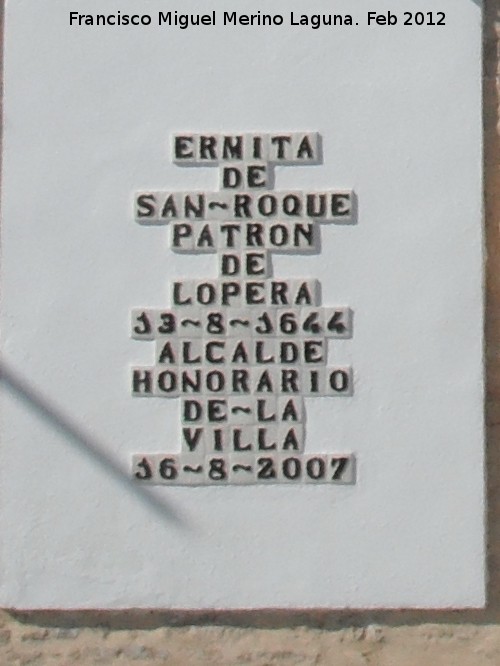 Francisco Miguel Merino Laguna. Feb 2012
ERMITA
DE
SAN~ROQUE
PATRON
DE
LOPERA
13~8~1644
ALCALDE
HONORARIO
DE~LA
VILLA
16~8~2007